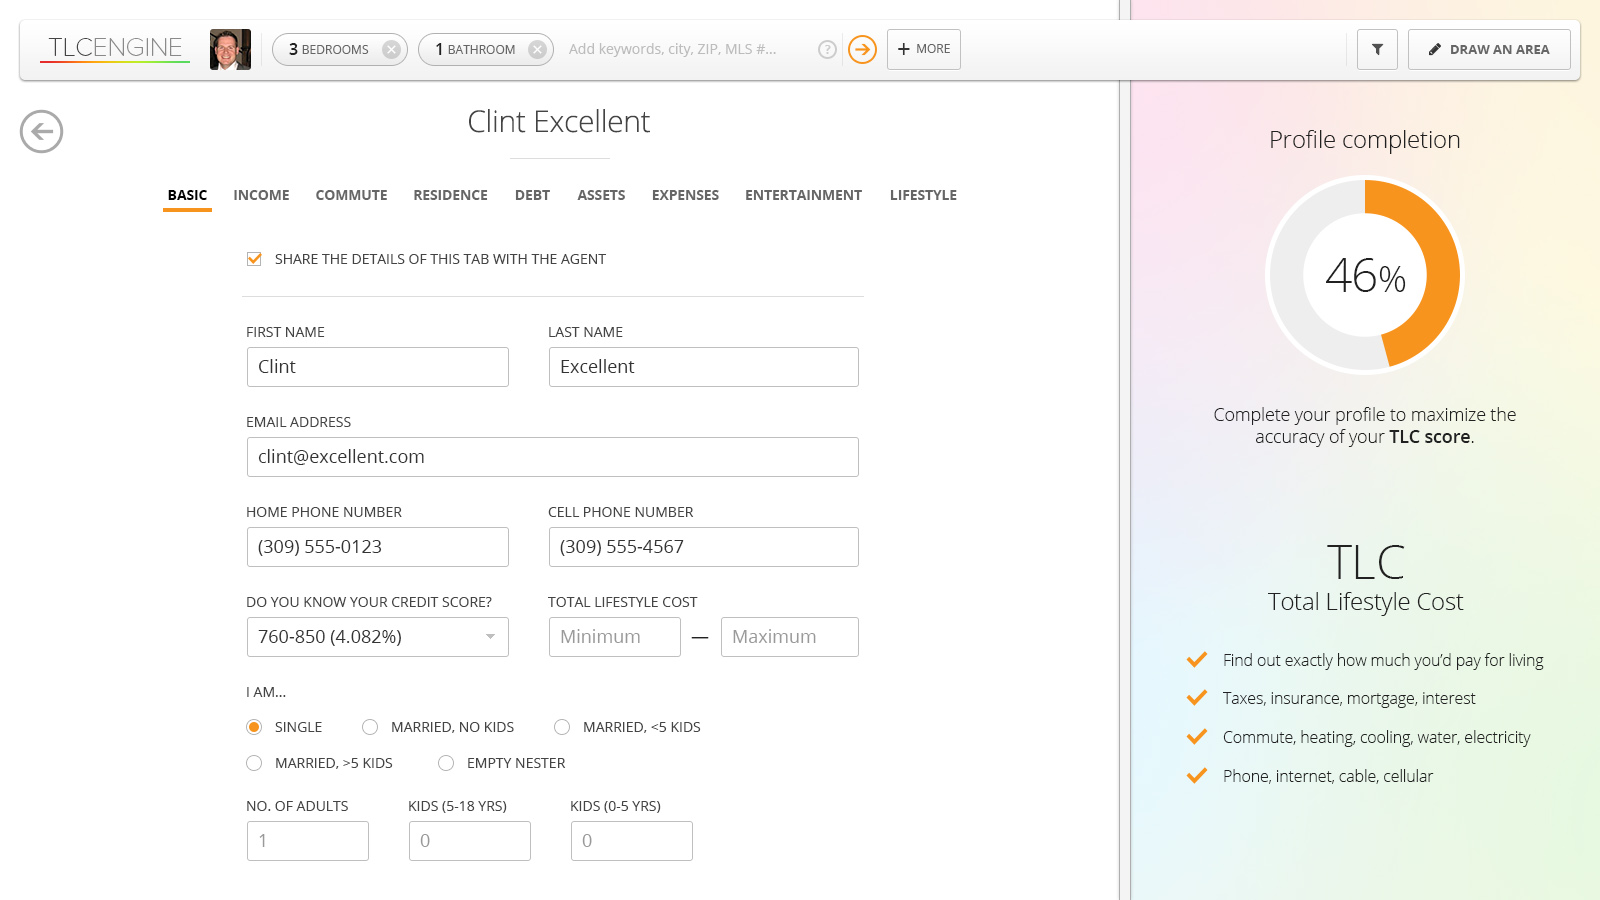 TLCENGINE
3 BEDROOMS
1 BATHROOM
Add keywords, city, ZIP, MLS #...
?
+ MORE
DRAW AN AREA
Clint Excellent
BASIC INCOME COMMUTE RESIDENCE DEBT ASSETS EXPENSES ENTERTAINMENT LIFESTYLE
SHARE THE DETAILS OF THIS TAB WITH THE AGENT
FIRST NAME LAST NAME
Clint Excellent
EMAIL ADDRESS
clint@excellent.com
HOME PHONE NUMBER CELL PHONE NUMBER
(309) 555-0123 (309) 555-4567
DO YOU KNOW YOUR CREDIT SCORE? TOTAL LIFESTYLE COST
760-850 (4.082%) Minimum — Maximum
I AM...
SINGLE MARRIED, NO KIDS MARRIED, <5 KIDS
MARRIED, >5 KIDS EMPTY NESTER
NO. OF ADULTS KIDS (5-18 YRS) KIDS (0-5 YRS)
1 0 0
Profile completion
46%
Complete your profile to maximize the
accuracy of your TLC score.
TLC
Total Lifestyle Cost
Find out exactly how much you’d pay for living
Taxes, insurance, mortgage, interest
Commute, heating, cooling, water, electricity
Phone, internet, cable, cellular